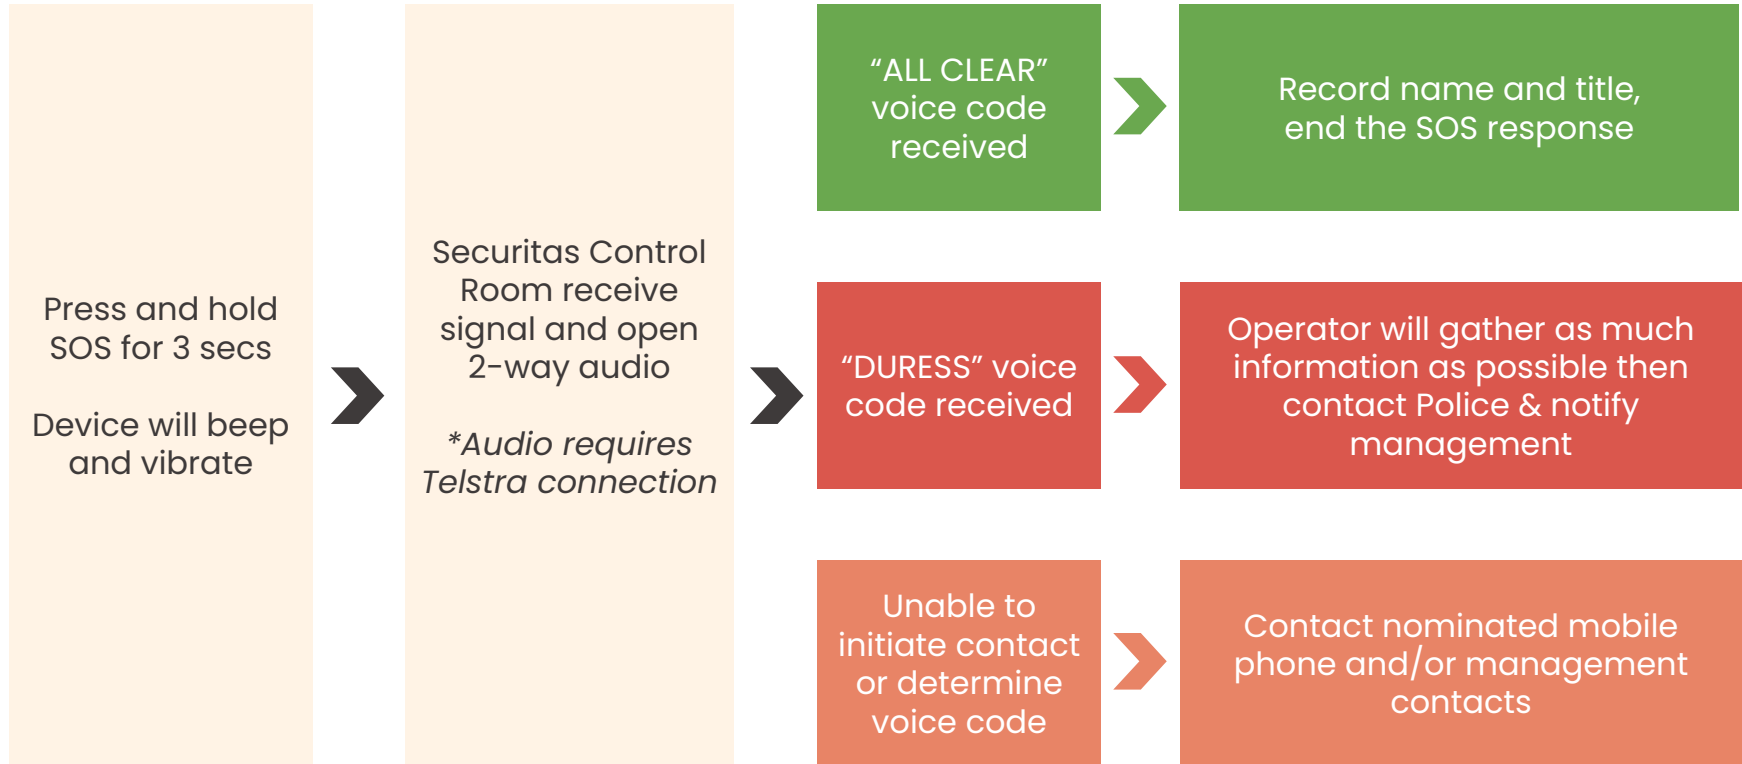 Press and hold
SOS for 3 secs
Device will beep
and vibrate
Securitas Control
Room receive
signal and open
2-way audio
*Audio requires
Telstra connection
“ALL CLEAR”
voice code
received
Record name and title,
end the SOS response
“DURESS” voice
code received
Operator will gather as much
information as possible then
contact Police & notify
management
Unable to
initiate contact
or determine
voice code
Contact nominated mobile
phone and/or management
contacts